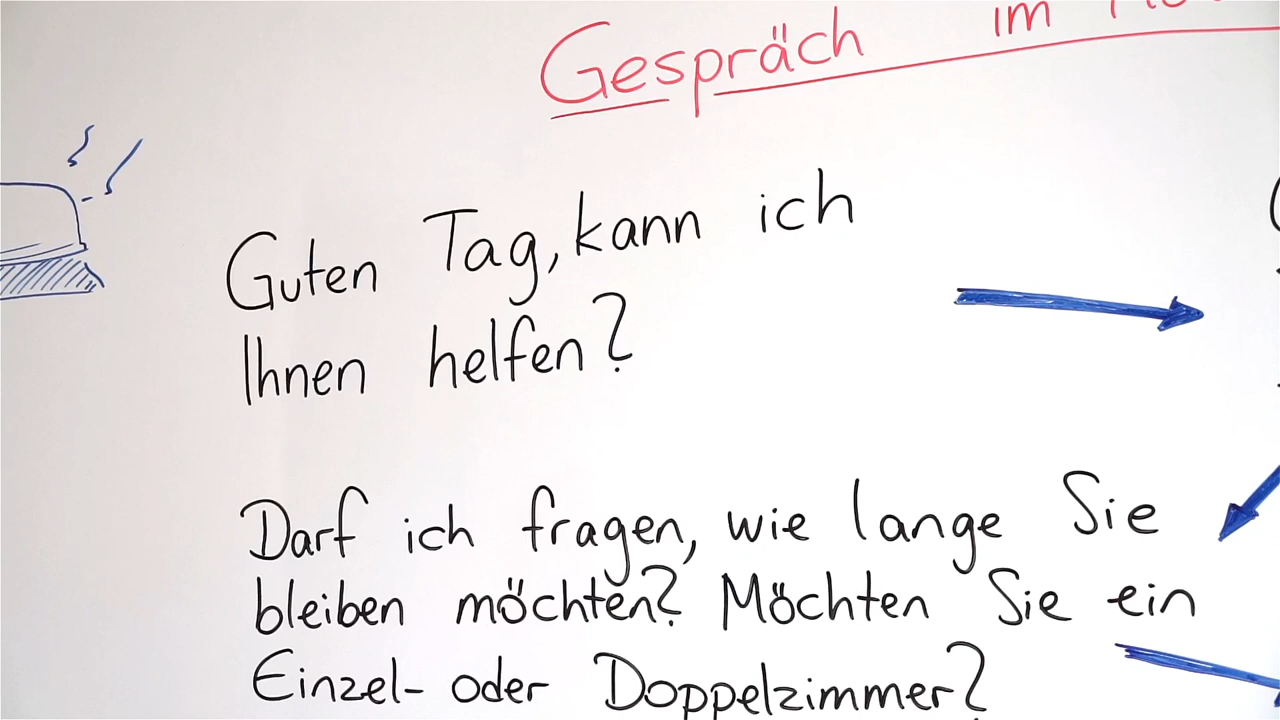 Gespräch im
Guten Tag, kann ich
Ihnen helfen?
Darf ich fragen, wie lange Sie
bleiben möchten? Möchten Sie ein
Einzel- oder Doppelzimmer?